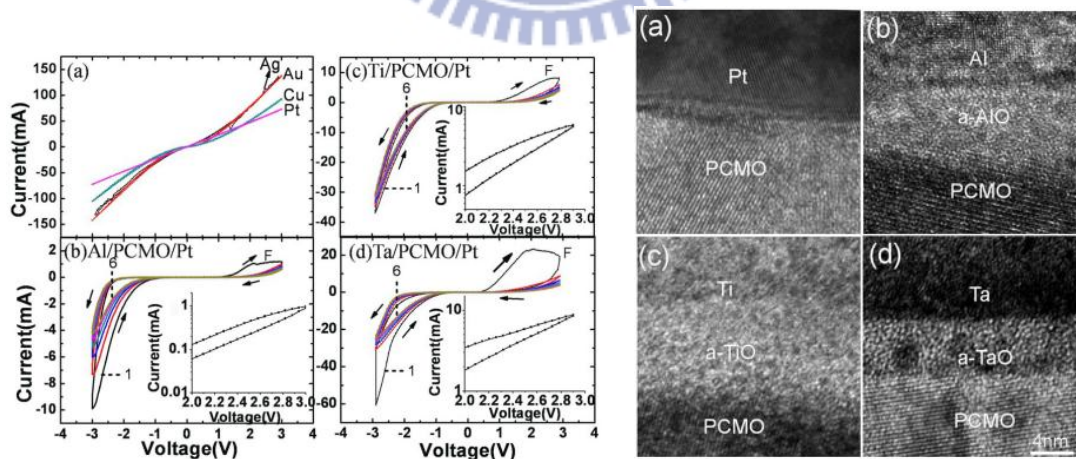 (a)
Ag
Au
Cu
Pt
Current(mA)
150
100
50
0
-50
-100
-150
(c)Ti/PCMO/Pt
F
6
1
10
0
-10
-20
-30
-40
Current(mA)
10
1
2.0 2.2 2.4 2.6 2.8 3.0
Voltage(V)
(b)Al/PCMO/Pt
F
6
1
Current(mA)
2
0
-2
-4
-6
-8
-10
Current(mA)
1
0.1
0.01
2.0 2.2 2.4 2.6 2.8 3.0
Voltage(V)
-4 -3 -2 -1 0 1 2 3 4
Voltage(V)
(d)Ta/PCMO/Pt
F
6
1
20
0
-20
-40
-60
Current(mA)
10
1
2.0 2.2 2.4 2.6 2.8 3.0
Voltage(V)
-3 -2 -1 0 1 2 3 4
Voltage(V)
(a)
Pt
PCMO
(b)
Al
a-AlO
PCMO
(c)
Ti
a-TiO
PCMO
(d)
Ta
a-TaO
PCMO
4nm